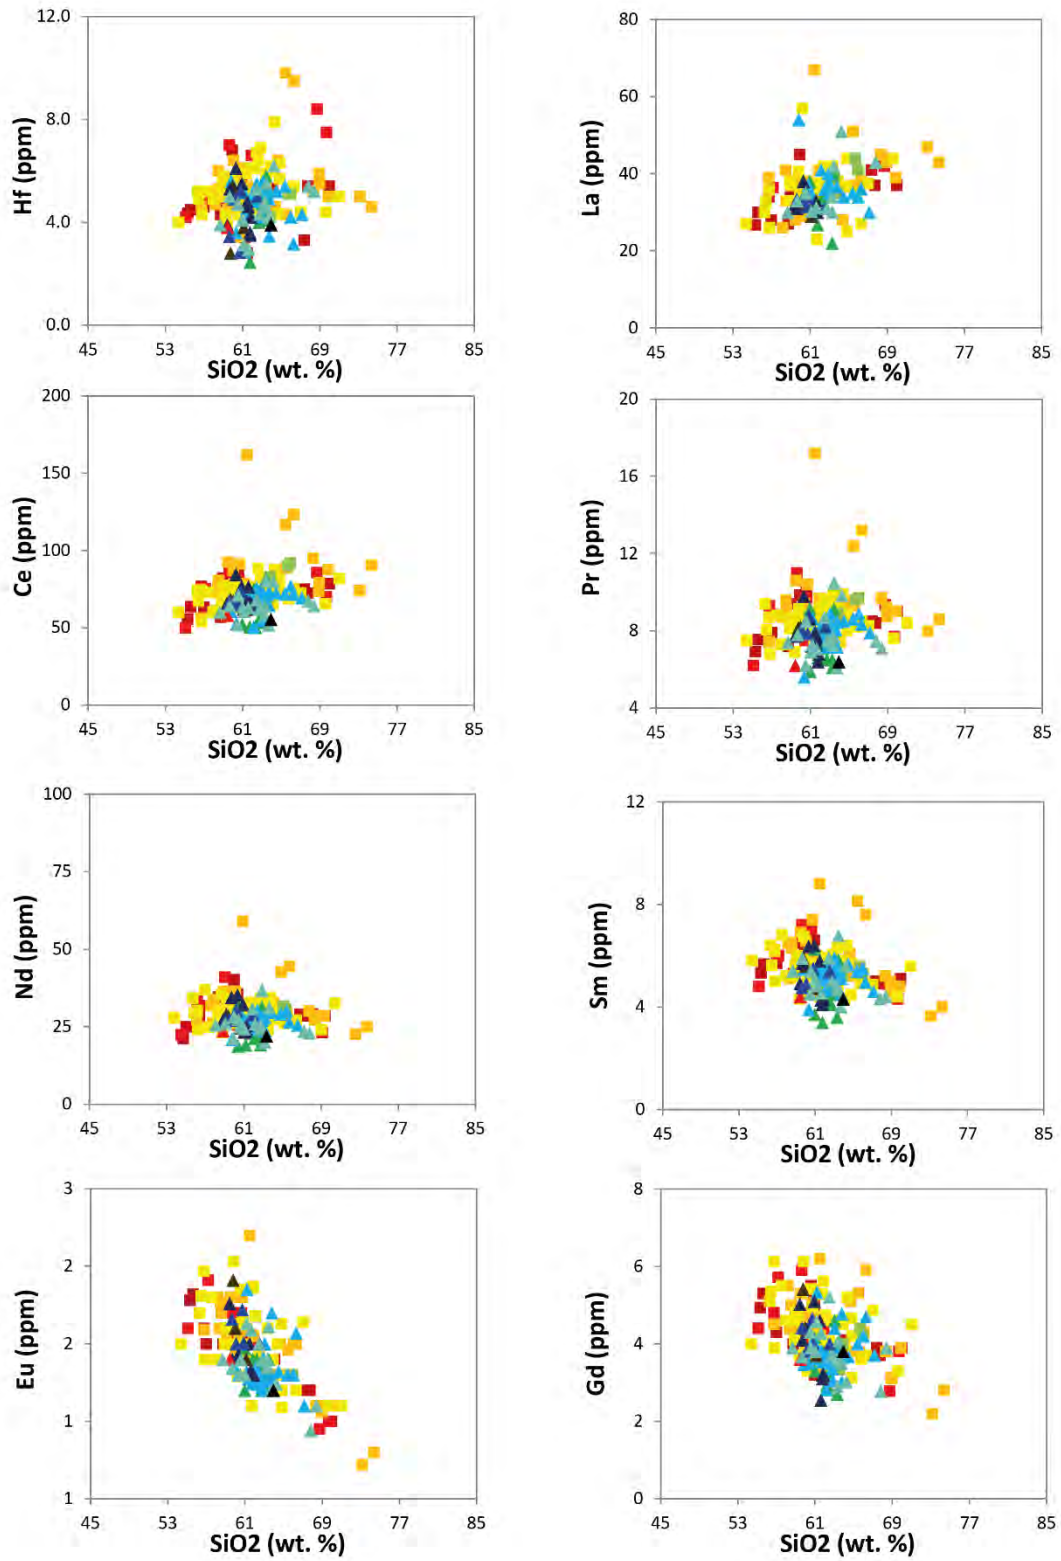 12.0
8.0
4.0
0.0
Hf (ppm)
45 53 61 69 77 85
SiO2 (wt. %)
80
60
40
20
0
La (ppm)
45 53 61 69 77 85
SiO2 (wt. %)
200
150
100
50
0
Ce (ppm)
45 53 61 69 77 85
SiO2 (wt. %)
20
16
12
8
4
Pr (ppm)
45 53 61 69 77 85
SiO2 (wt. %)
100
75
50
25
0
Nd (ppm)
45 53 61 69 77 85
SiO2 (wt. %)
12
8
4
0
Sm (ppm)
45 53 61 69 77 85
SiO2 (wt. %)
3
2
2
1
1
Eu (ppm)
45 53 61 69 77 85
SiO2 (wt. %)
8
6
4
2
0
Gd (ppm)
45 53 61 69 77 85
SiO2 (wt. %)